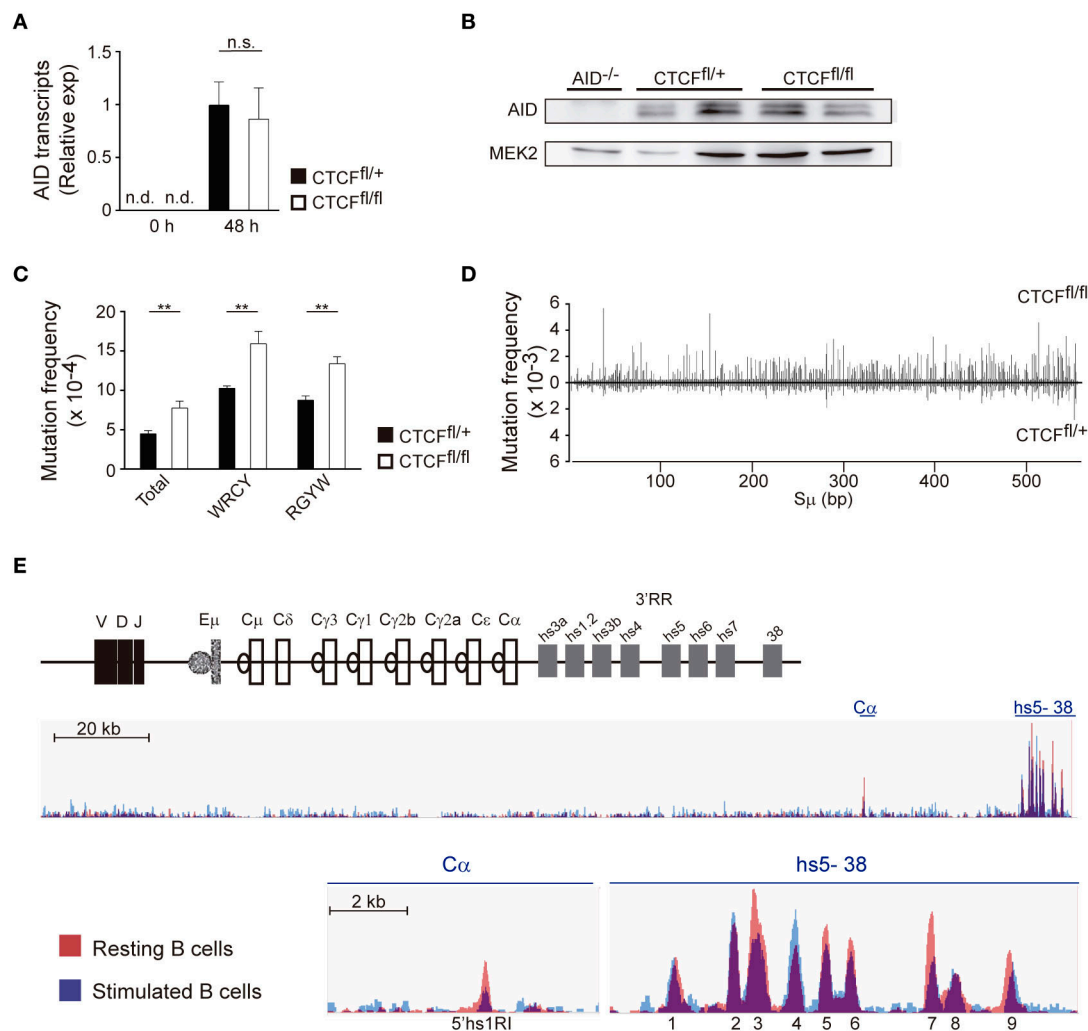 A
AID transcripts
(Relative exp)
1.5
1
0.5
0
n.s.
n.d. n.d.
0 h 48 h
CTCFfl/+
CTCFfl/fl
B
AID-/- CTCFfl/+ CTCFfl/fl
AID
MEK2
C
Mutation frequency
(x 10-4)
20
15
10
5
0
** ** **
Total WRCY RGYW
CTCFfl/+
CTCFfl/fl
D
Mutation frequency
(x 10-3)
6
4
2
0
2
4
6
CTCFfl/fl
CTCFfl/+
100 200 300 400 500
Sμ (bp)
E
3'RR
V D J Eμ Cμ Cδ Cγ3 Cγ1 Cγ2b Cγ2a Cε Cα hs3a hs1.2 hs3b hs4 hs5 hs6 hs7 38
Cα hs5- 38
20 kb
Cα hs5- 38
2 kb
Resting B cells
Stimulated B cells
5'hs1RI 1 2 3 4 5 6 7 8 9